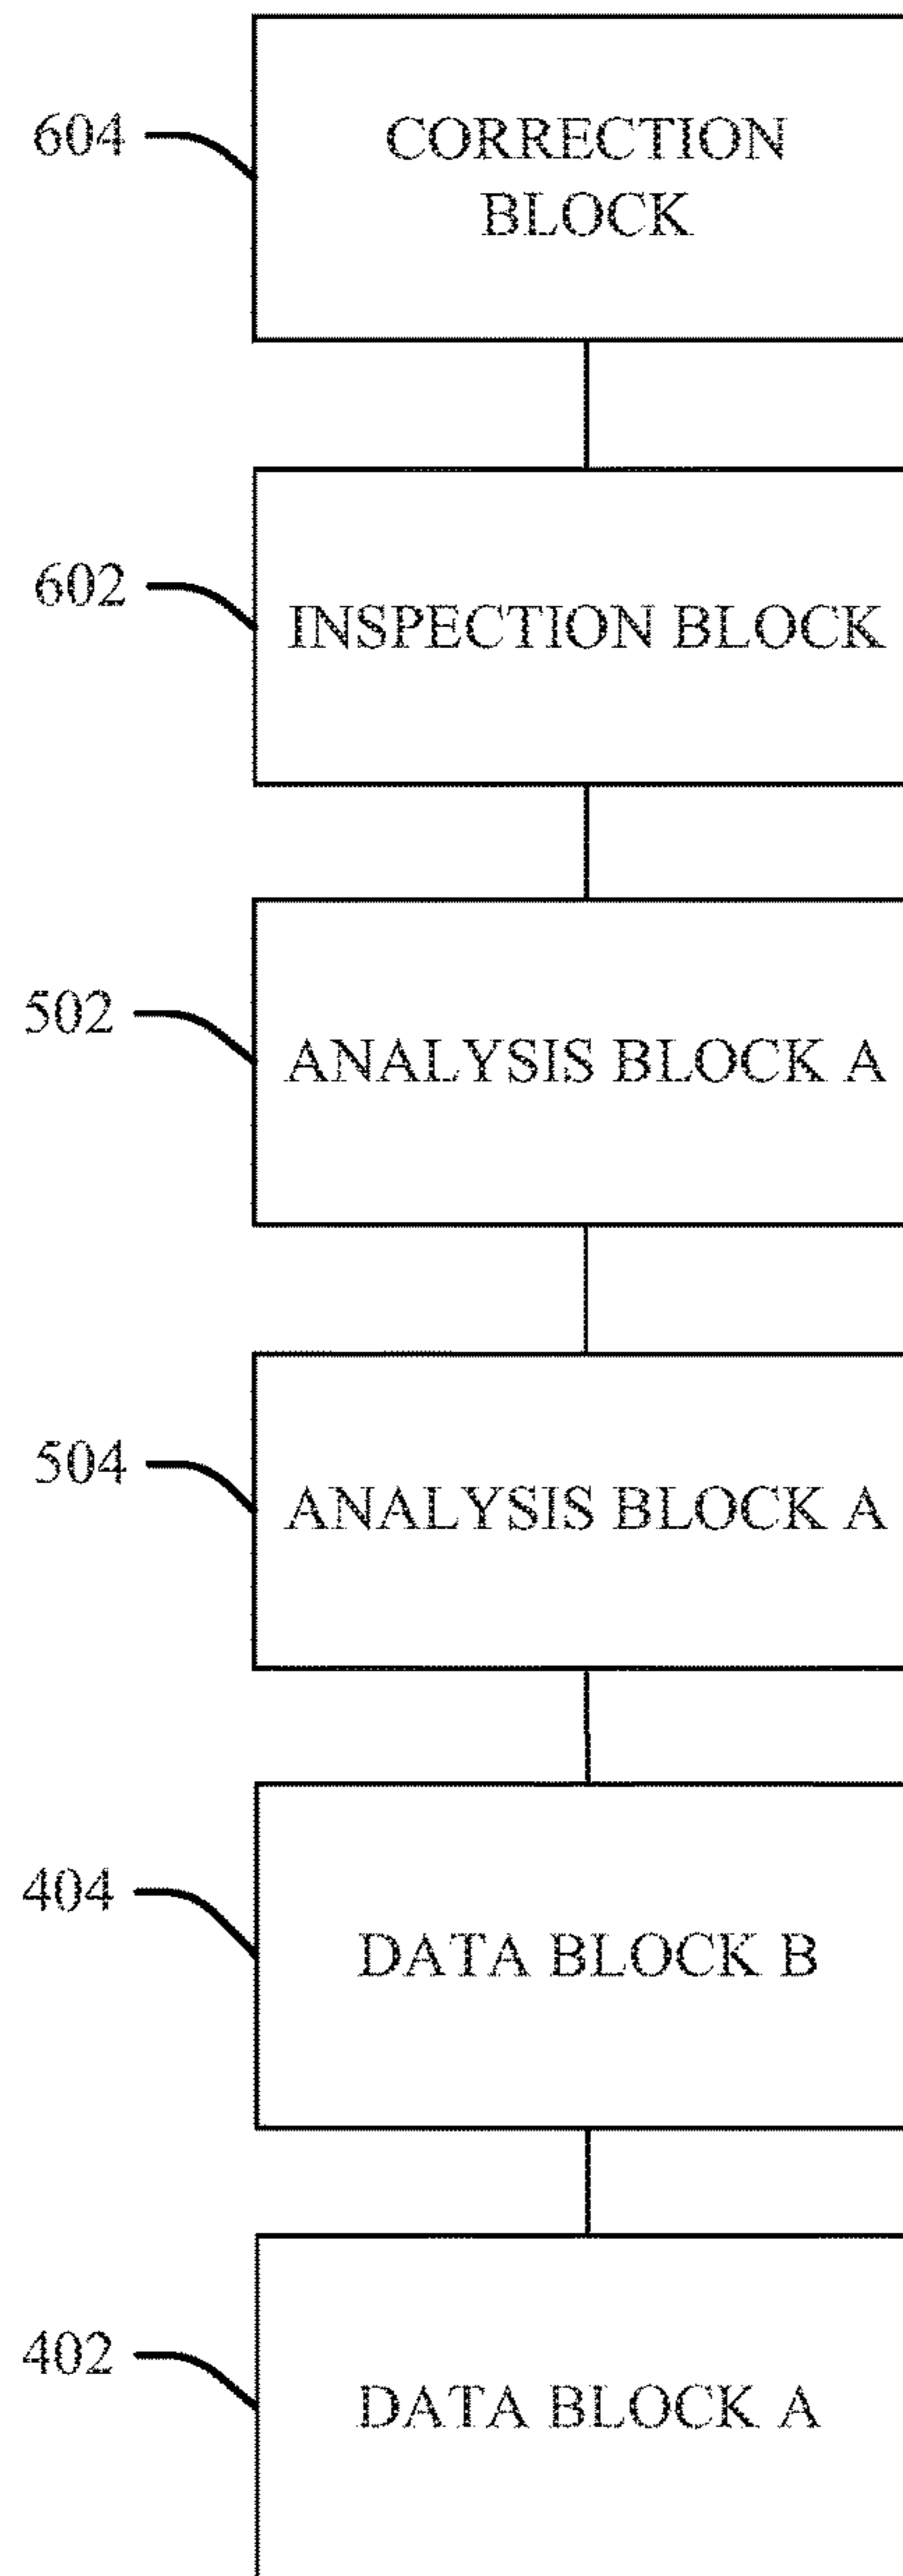 604
CORRECTION
BLOCK
602
INSPECTION BLOCK
502
ANALYSIS BLOCK A
504
ANALYSIS BLOCK A
404
DATA BLOCK B
402
DATA BLOCK A